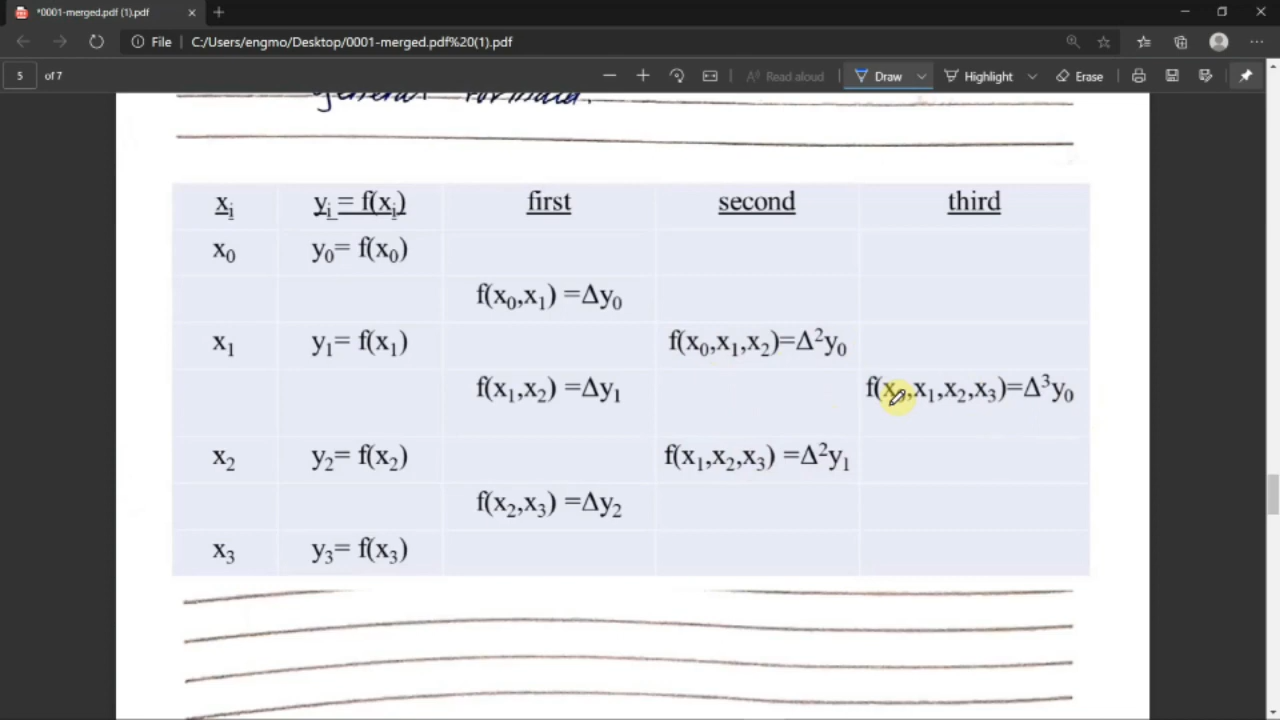 *0001-merged.pdf (1).pdf
File C:/Users/engmo/Desktop/0001-merged.pdf%20(1).pdf
5 of 7 Read aloud Draw Highlight Erase
general formula.
xi yi = f(xi) first second third
x0 y0= f(x0)
f(x0,x1) =Δy0
x1 y1= f(x1) f(x0,x1,x2)=Δ²y0
f(x1,x2) =Δy1 f(x0,x1,x2,x3)=Δ³y0
x2 y2= f(x2) f(x1,x2,x3) =Δ²y1
f(x2,x3) =Δy2
x3 y3= f(x3)